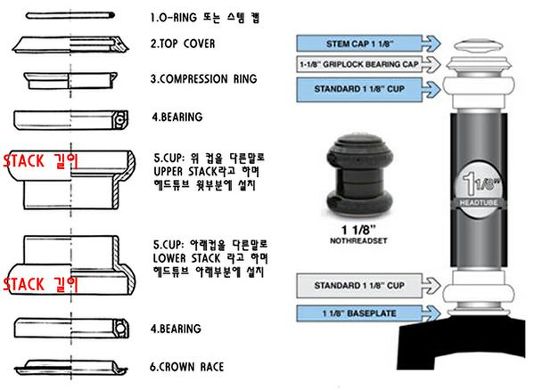 1.O-RING 또는 스템 캡
2.TOP COVER
3.COMPRESSION RING
4.BEARING
STACK 길이
5.CUP: 위 컵을 다른말로
UPPER STACK라고 하며
헤드튜브 윗부분에 설치
5.CUP: 아래컵을 다른말로
LOWER STACK 라고 하며
헤드튜브 아래부분에 설치
STACK 길이
4.BEARING
6.CROWN RACE
STEM CAP 1 1/8"
1-1/8" GRIPLOCK BEARING CAP
STANDARD 1 1/8" CUP
1 1/8"
HEADTUBE
1 1/8"
NOTHREADSET
STANDARD 1 1/8" CUP
1 1/8" BASEPLATE